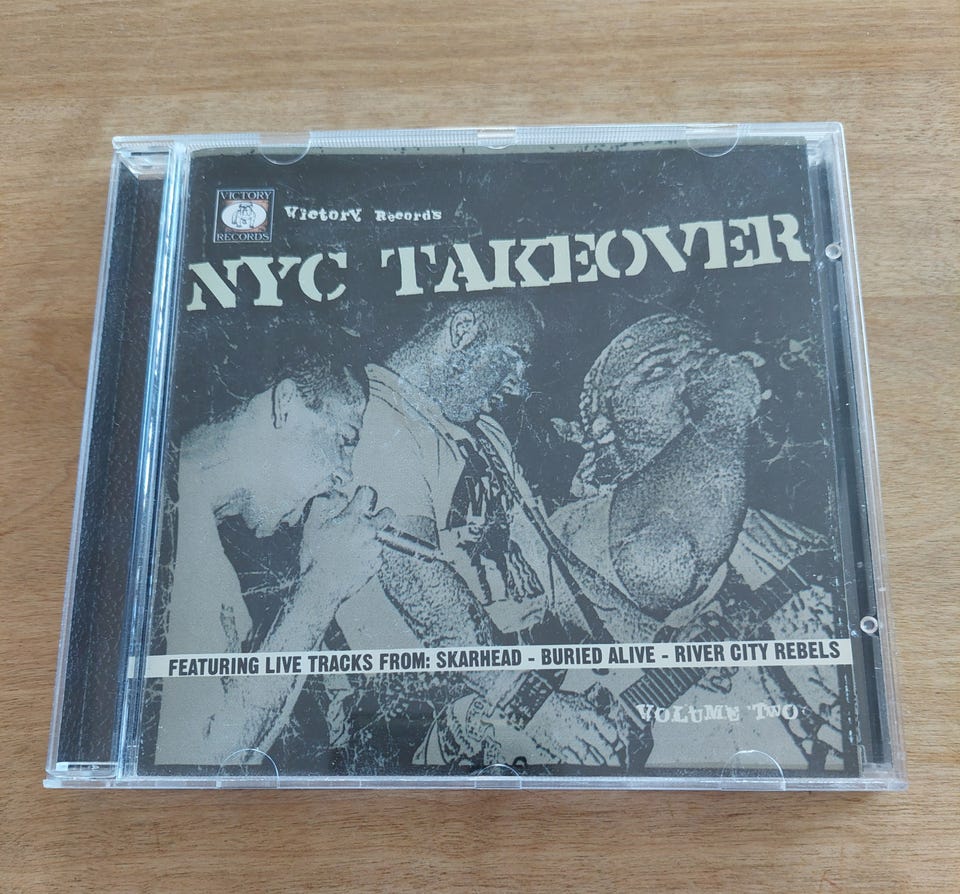 VICTORY
RECORDS
Victory Records
NYC TAKEOVER
FEATURING LIVE TRACKS FROM: SKARHEAD - BURIED ALIVE - RIVER CITY REBELS
VOLUME TWO